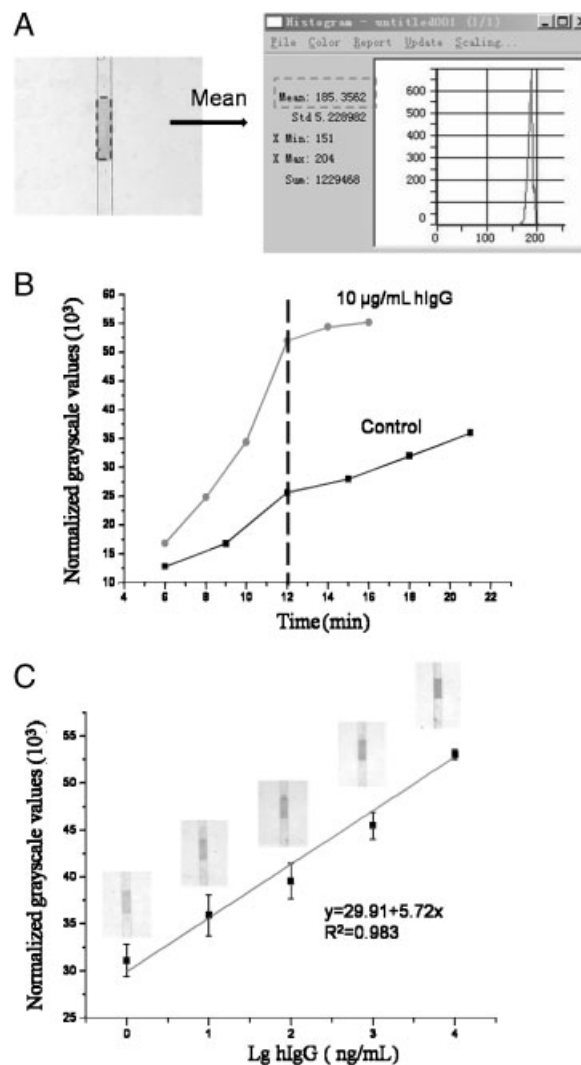 A
Mean
Histogram - untitled001 (1/1)
File Color Report Update Scaling...
Mean: 185.3562
Std 5.228982
X Min: 151
X Max: 204
Sum: 1229468
600
500
400
300
200
100
0
0 100 200
B
Normalized grayscale values (10³)
60
55
50
45
40
35
30
25
20
15
10
10 µg/mL hIgG
Control
4 6 8 10 12 14 16 18 20 22
Time (min)
C
Normalized grayscale values (10³)
55
50
45
40
35
30
25
y=29.91+5.72x
R²=0.983
0 1 2 3 4
Lg hIgG ( ng/mL)